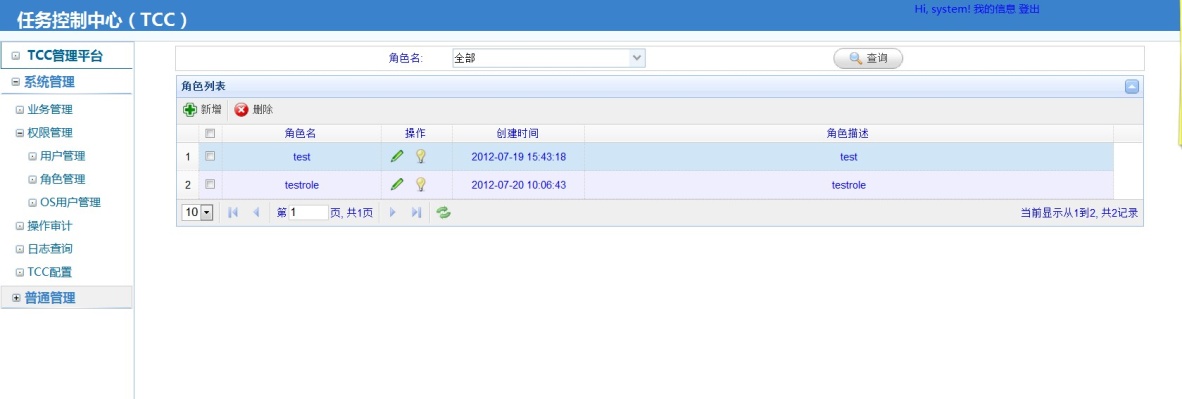 任务控制中心（TCC）
Hi, system! 我的信息 登出
TCC管理平台
系统管理
业务管理
权限管理
用户管理
角色管理
OS用户管理
操作审计
日志查询
TCC配置
普通管理
角色名: 全部 查询
角色列表
新增 删除
角色名 操作 创建时间 角色描述
1 test 2012-07-19 15:43:18 test
2 testrole 2012-07-20 10:06:43 testrole
10 第 1 页, 共1页 当前显示从1到2, 共2记录